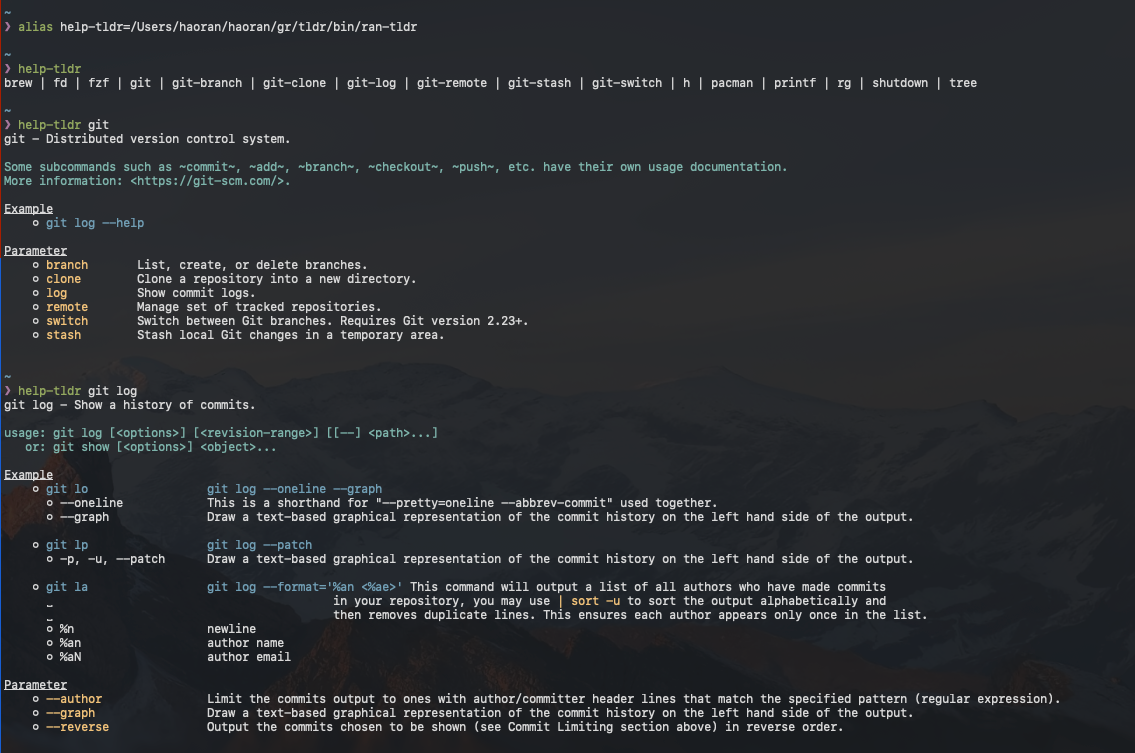 ~
❯ alias help-tldr=/Users/haoran/haoran/gr/tldr/bin/ran-tldr
~
❯ help-tldr
brew | fd | fzf | git | git-branch | git-clone | git-log | git-remote | git-stash | git-switch | h | pacman | printf | rg | shutdown | tree
~
❯ help-tldr git
git - Distributed version control system.
Some subcommands such as ~commit~, ~add~, ~branch~, ~checkout~, ~push~, etc. have their own usage documentation.
More information: <https://git-scm.com/>.
Example
○ git log --help
Parameter
○ branch List, create, or delete branches.
○ clone Clone a repository into a new directory.
○ log Show commit logs.
○ remote Manage set of tracked repositories.
○ switch Switch between Git branches. Requires Git version 2.23+.
○ stash Stash local Git changes in a temporary area.
~
❯ help-tldr git log
git log - Show a history of commits.
usage: git log [<options>] [<revision-range>] [[--] <path>...]
or: git show [<options>] <object>...
Example
○ git lo git log --oneline --graph
○ --oneline This is a shorthand for "--pretty=oneline --abbrev-commit" used together.
○ --graph Draw a text-based graphical representation of the commit history on the left hand side of the output.
○ git lp git log --patch
○ -p, -u, --patch Draw a text-based graphical representation of the commit history on the left hand side of the output.
○ git la git log --format='%an <%ae>' This command will output a list of all authors who have made commits
⎵ in your repository, you may use | sort -u to sort the output alphabetically and
⎵ then removes duplicate lines. This ensures each author appears only once in the list.
○ %n newline
○ %an author name
○ %aN author email
Parameter
○ --author Limit the commits output to ones with author/committer header lines that match the specified pattern (regular expression).
○ --graph Draw a text-based graphical representation of the commit history on the left hand side of the output.
○ --reverse Output the commits chosen to be shown (see Commit Limiting section above) in reverse order.